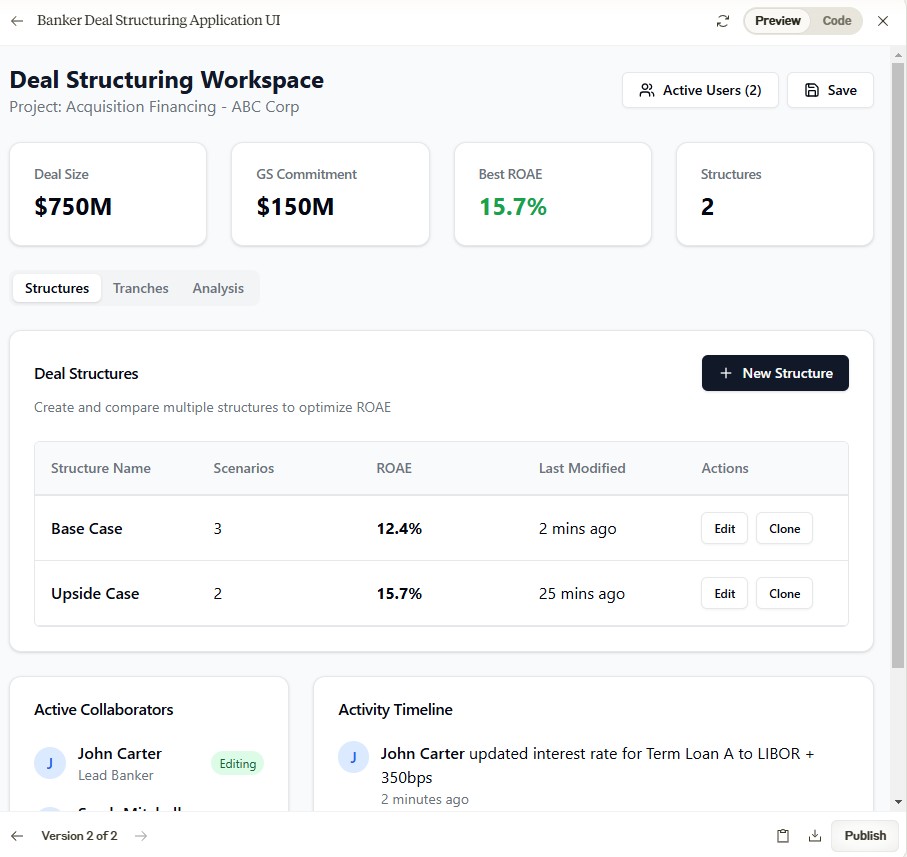 Banker Deal Structuring Application UI
Preview
Code
Deal Structuring Workspace
Project: Acquisition Financing - ABC Corp
Active Users (2)
Save
Deal Size
$750M
GS Commitment
$150M
Best ROAE
15.7%
Structures
2
Structures
Tranches
Analysis
Deal Structures
Create and compare multiple structures to optimize ROAE
New Structure
Structure Name
Scenarios
ROAE
Last Modified
Actions
Base Case
3
12.4%
2 mins ago
Edit
Clone
Upside Case
2
15.7%
25 mins ago
Edit
Clone
Active Collaborators
J
John Carter
Lead Banker
Editing
Activity Timeline
J
John Carter updated interest rate for Term Loan A to LIBOR +
350bps
2 minutes ago
Version 2 of 2
Publish